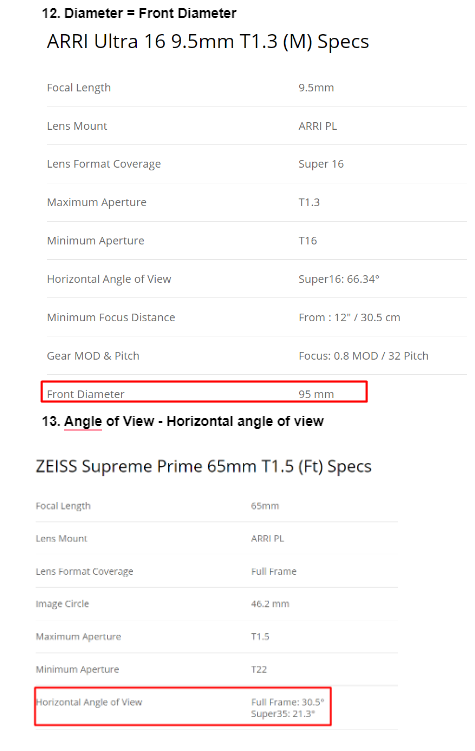 12. Diameter = Front Diameter
ARRI Ultra 16 9.5mm T1.3 (M) Specs
Focal Length 9.5mm
Lens Mount ARRI PL
Lens Format Coverage Super 16
Maximum Aperture T1.3
Minimum Aperture T16
Horizontal Angle of View Super16: 66.34°
Minimum Focus Distance From : 12" / 30.5 cm
Gear MOD & Pitch Focus: 0.8 MOD / 32 Pitch
Front Diameter 95 mm
13. Angle of View - Horizontal angle of view
ZEISS Supreme Prime 65mm T1.5 (Ft) Specs
Focal Length 65mm
Lens Mount ARRI PL
Lens Format Coverage Full Frame
Image Circle 46.2 mm
Maximum Aperture T1.5
Minimum Aperture T22
Horizontal Angle of View Full Frame: 30.5°
Super35: 21.3°